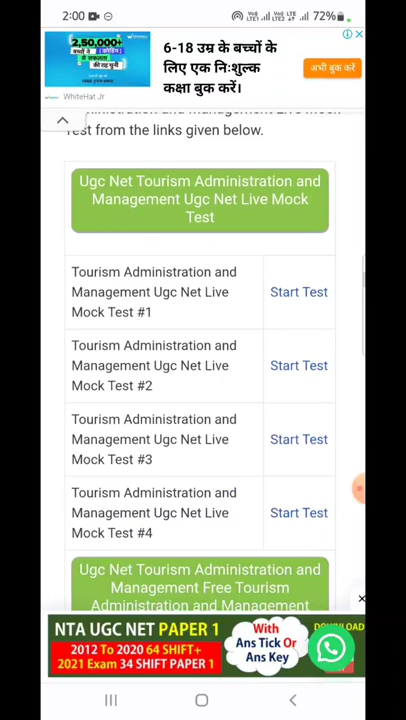 2:00
72%
2,50,000+
6-18 उम्र के बच्चों के
लिए एक निःशुल्क
कक्षा बुक करें।
अभी बुक करें
WhiteHat Jr
Test from the links given below.
Ugc Net Tourism Administration and
Management Ugc Net Live Mock
Test
Tourism Administration and
Management Ugc Net Live
Mock Test #1
Start Test
Tourism Administration and
Management Ugc Net Live
Mock Test #2
Start Test
Tourism Administration and
Management Ugc Net Live
Mock Test #3
Start Test
Tourism Administration and
Management Ugc Net Live
Mock Test #4
Start Test
Ugc Net Tourism Administration and
Management Free Tourism
Administration and Management
NTA UGC NET PAPER 1
2012 To 2020 64 SHIFT+
2021 Exam 34 SHIFT PAPER 1
With
Ans Tick Or
Ans Key
DOWNLOAD